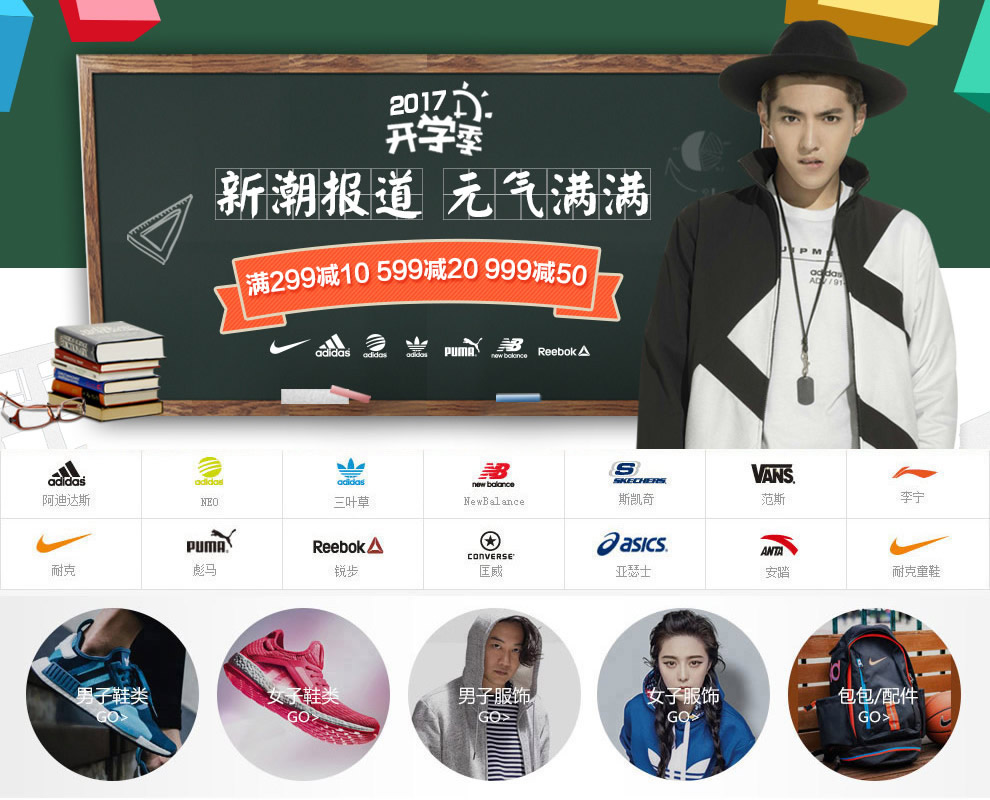 2017
开学季
新潮报道 元气满满
满299减10 599减20 999减50
adidas
adidas
adidas
PUMA
new balance
Reebok
adidas
adidas
adidas
adidas
new balance
SKECHERS
VANS
阿迪达斯
NEO
三叶草
NewBalance
斯凯奇
范斯
李宁
PUMA
Reebok
CONVERSE
asics
ANTA
耐克
彪马
锐步
匡威
亚瑟士
安踏
耐克童鞋
男子鞋类
GO>
女子鞋类
GO>
男子服饰
GO>
女子服饰
GO>
包包/配件
GO>